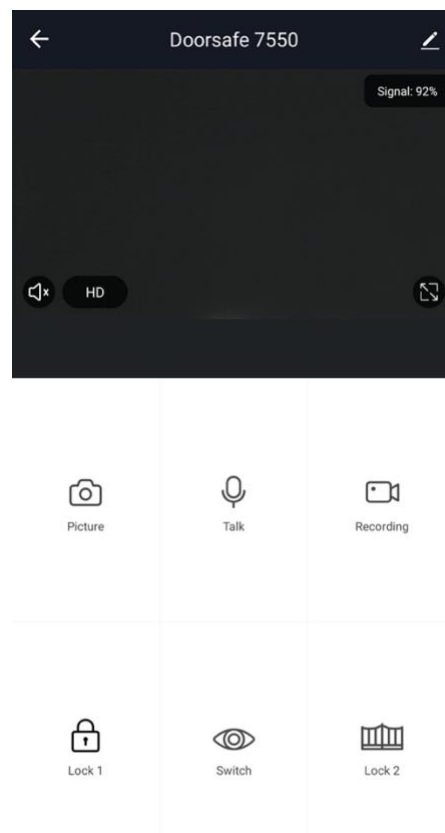 Doorsafe 7550
Signal: 92%
HD
Picture
Talk
Recording
Lock 1
Switch
Lock 2